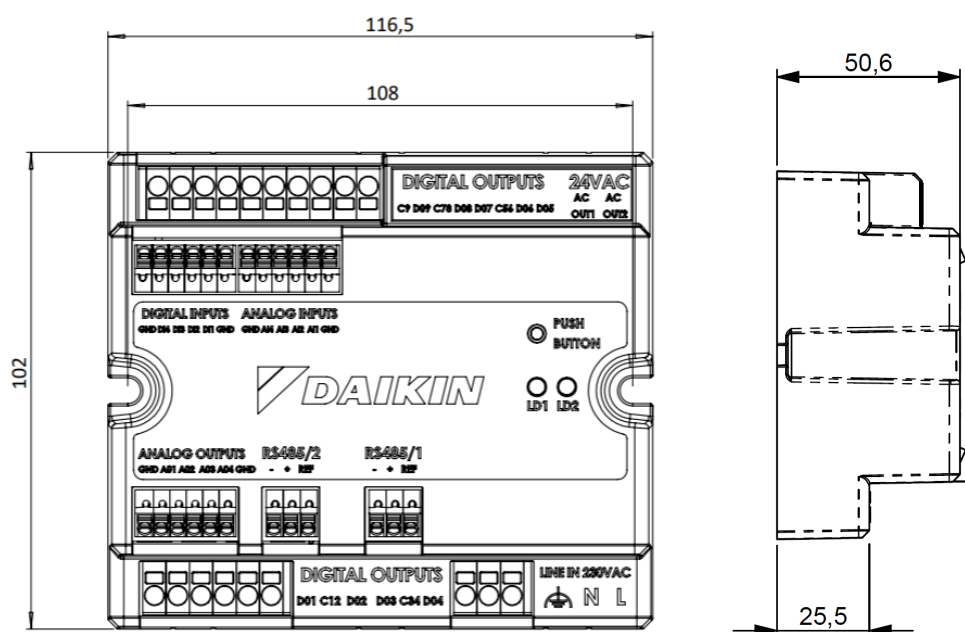 116,5
50,6
108
DIGITAL OUTPUTS 24VAC
AC AC
C9 DO9 C78 DO8 DO7 C56 DO6 DO5
OUT1 OUT2
DIGITAL INPUTS ANALOG INPUTS
GND DI4 DI3 DI2 DI1 GND GND AI4 AI3 AI2 AI1 GND
PUSH
BUTTON
102
DAIKIN
LD1 LD2
ANALOG OUTPUTS RS485/2 RS485/1
GND AO1 AO2 AO3 AO4 GND - + REF - + REF
DIGITAL OUTPUTS LINE IN 230VAC
DO1 C12 DO2 DO3 C34 DO4 N L
25,5